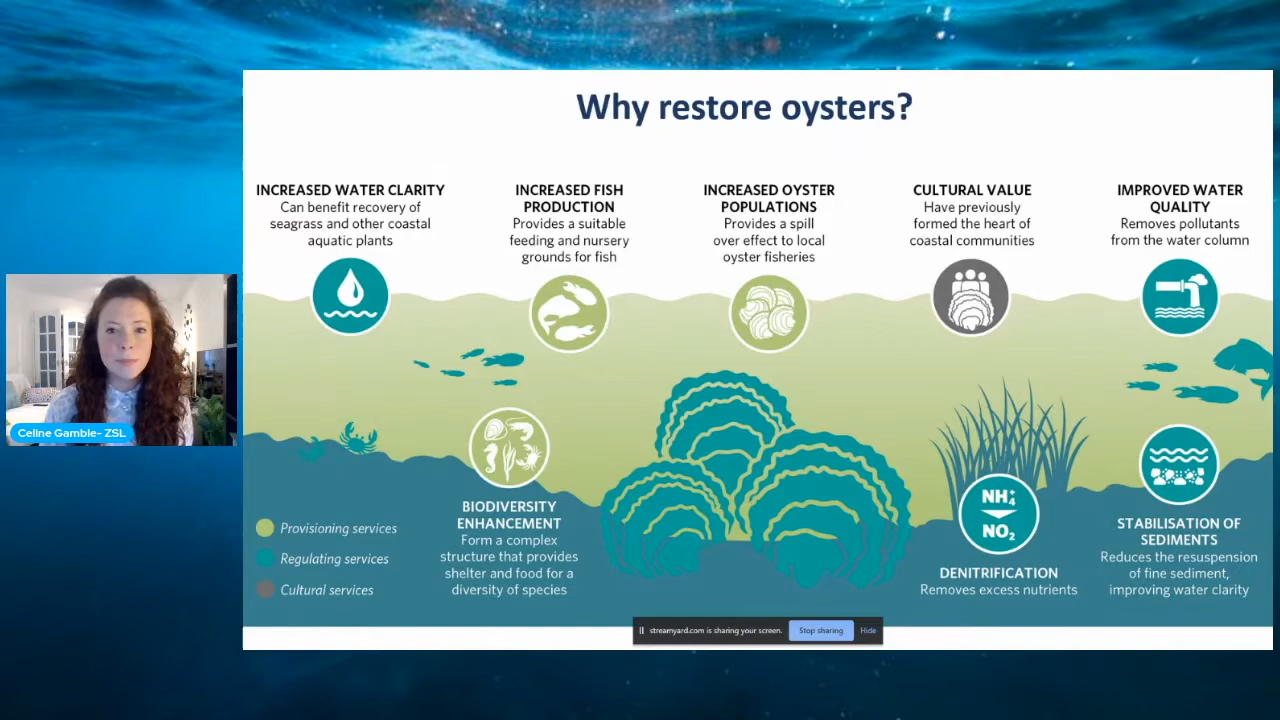 Why restore oysters?
INCREASED WATER CLARITY
Can benefit recovery of
seagrass and other coastal
aquatic plants
INCREASED FISH
PRODUCTION
Provides a suitable
feeding and nursery
grounds for fish
INCREASED OYSTER
POPULATIONS
Provides a spill
over effect to local
oyster fisheries
CULTURAL VALUE
Have previously
formed the heart of
coastal communities
IMPROVED WATER
QUALITY
Removes pollutants
from the water column
Celine Gamble- ZSL
Provisioning services
Regulating services
Cultural services
BIODIVERSITY
ENHANCEMENT
Form a complex
structure that provides
shelter and food for a
diversity of species
NH₄⁺
NO₂
DENITRIFICATION
Removes excess nutrients
STABILISATION OF
SEDIMENTS
Reduces the resuspension
of fine sediment,
improving water clarity
streamyard.com is sharing your screen. Stop sharing Hide